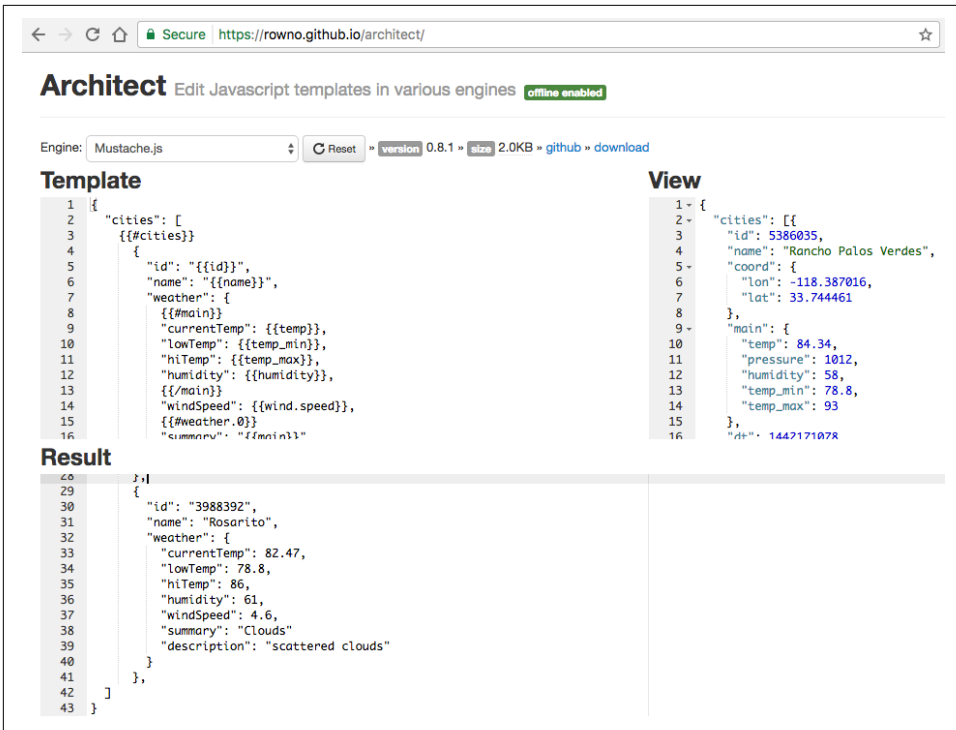 Secure https://rowno.github.io/architect/
Architect Edit Javascript templates in various engines offline enabled
Engine: Mustache.js Reset » version 0.8.1 » size 2.0KB » github » download
Template
1 {
2 "cities": [
3 {{#cities}}
4 {
5 "id": "{{id}}",
6 "name": "{{name}}",
7 "weather": {
8 {{#main}}
9 "currentTemp": {{temp}},
10 "lowTemp": {{temp_min}},
11 "hiTemp": {{temp_max}},
12 "humidity": {{humidity}},
13 {{/main}}
14 "windSpeed": {{wind.speed}},
15 {{#weather.0}}
16 "summary": "{{main}}"
View
1 {
2 "cities": [{
3 "id": 5386035,
4 "name": "Rancho Palos Verdes",
5 "coord": {
6 "lon": -118.387016,
7 "lat": 33.744461
8 },
9 "main": {
10 "temp": 84.34,
11 "pressure": 1012,
12 "humidity": 58,
13 "temp_min": 78.8,
14 "temp_max": 93
15 },
16 "dt": 1442171078
Result
28 },
29 {
30 "id": "3988392",
31 "name": "Rosarito",
32 "weather": {
33 "currentTemp": 82.47,
34 "lowTemp": 78.8,
35 "hiTemp": 86,
36 "humidity": 61,
37 "windSpeed": 4.6,
38 "summary": "Clouds"
39 "description": "scattered clouds"
40 }
41 },
42 ]
43 }